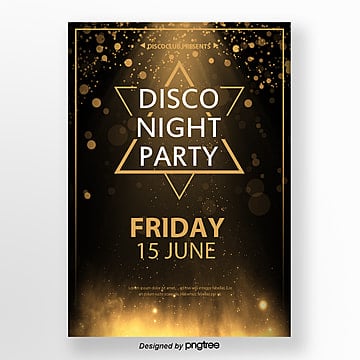 DISCOCLUB PRESENTS
DISCO
NIGHT
PARTY
FRIDAY
15 JUNE
Designed by pngtree